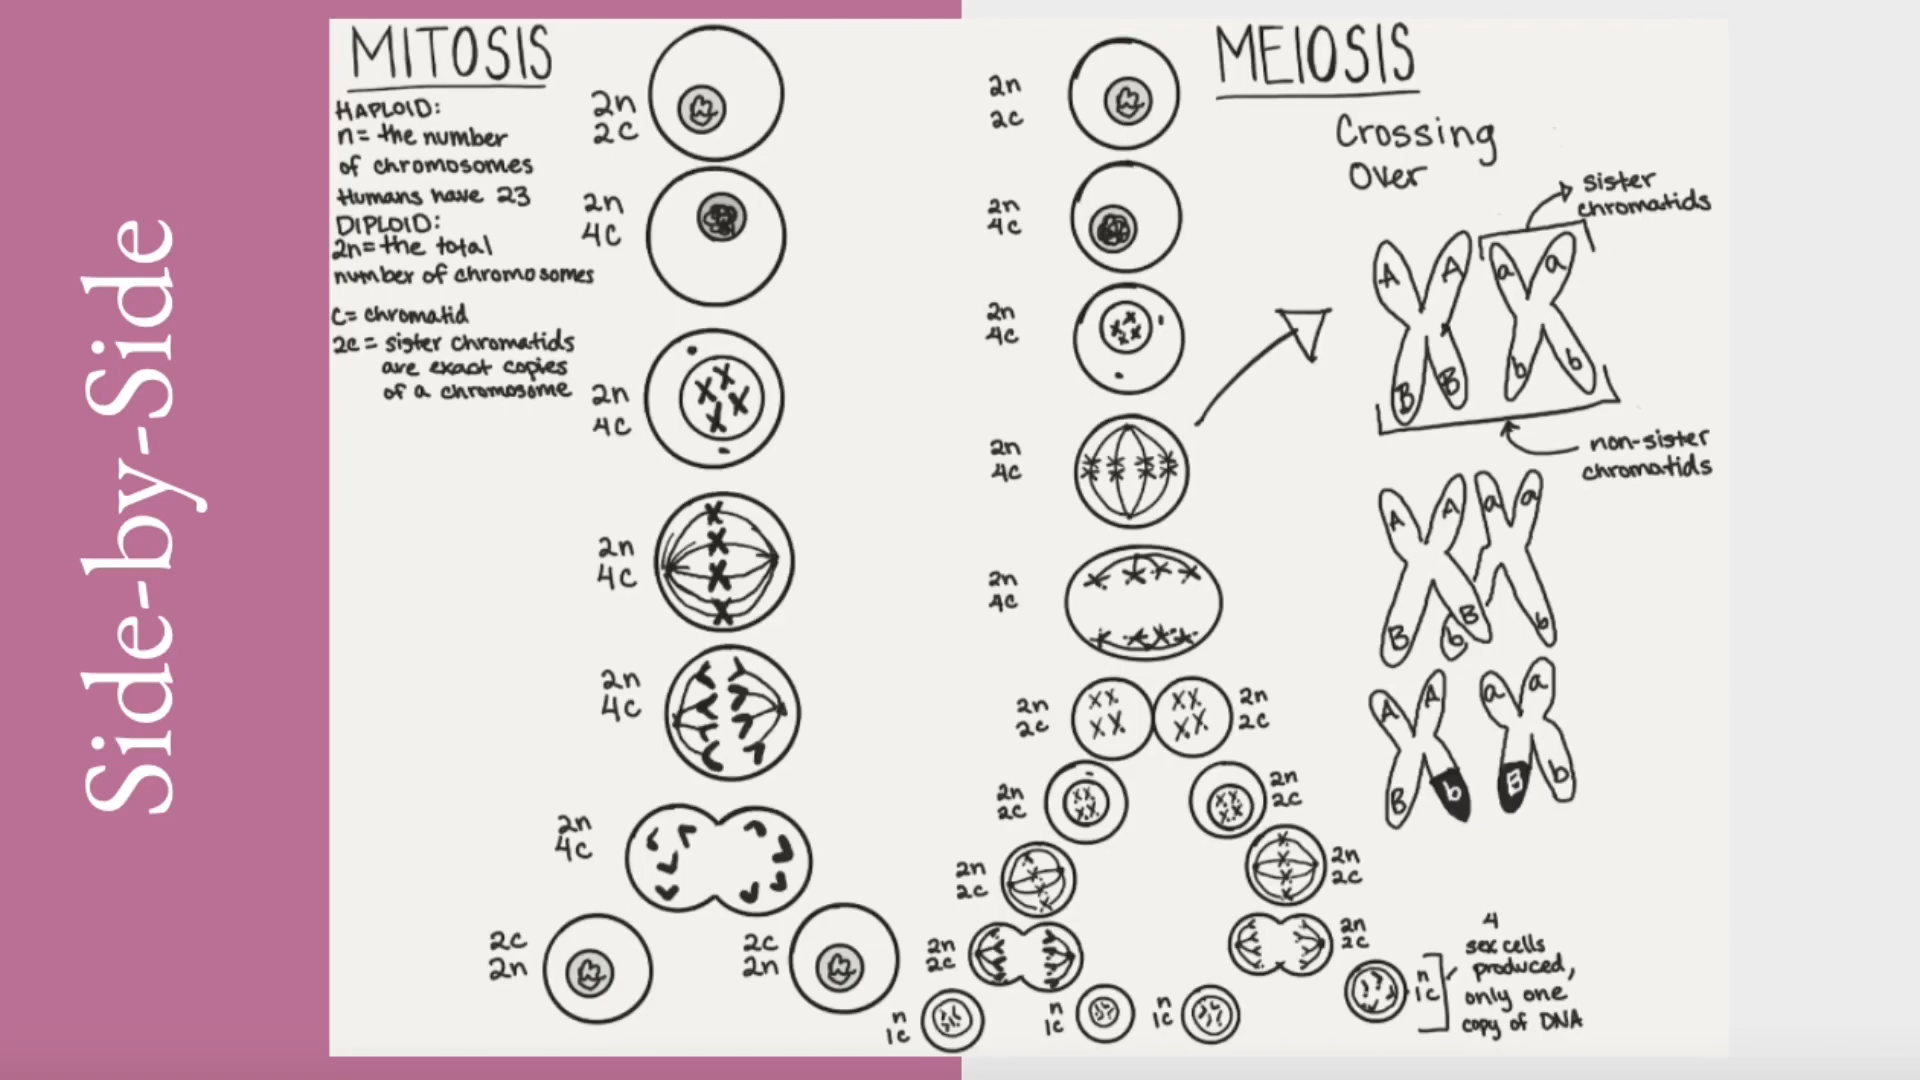 Side-by-Side
MITOSIS
HAPLOID:
n= the number
of chromosomes
Humans have 23
DIPLOID:
2n= the total
number of chromosomes
C= chromatid
2c = sister chromatids
are exact copies
of a chromosome
2n
2C
2n
4C
2n
4C
2n
4C
2n
4C
2n
4C
2C
2n
2C
2n
MEIOSIS
2n
2C
2n
4C
2n
4C
2n
4C
2n
4C
2n
2C
2n
2C
2n
2C
2n
2C
2n
2C
2n
2C
2n
2C
2n
2C
n
1C
n
1C
n
1C
n
1C
4
sex cells
produced,
only one
copy of DNA
Crossing
Over
sister
chromatids
A A a a
B B b b
non-sister
chromatids
A A a a
B b B b
A A a a
B b B b